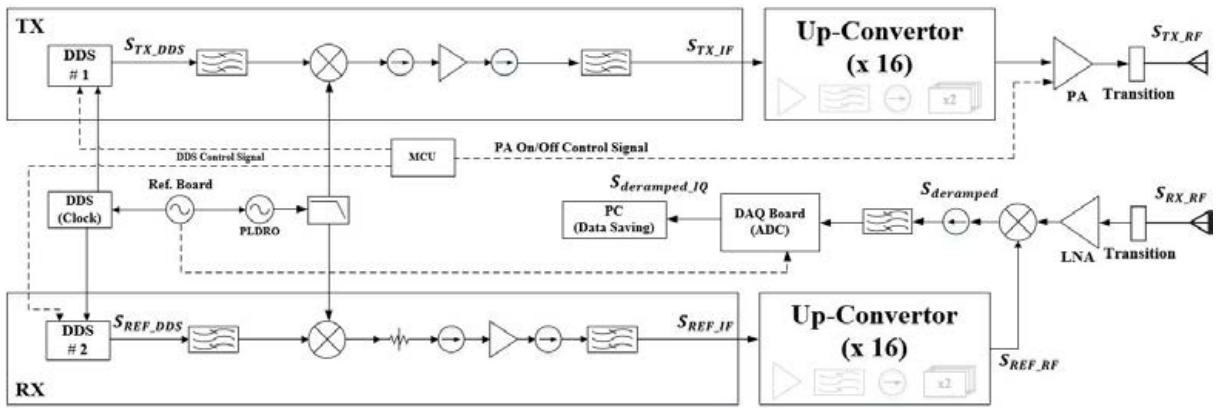 TX
DDS
# 1
S_TX_DDS
S_TX_IF
Up-Convertor
(x 16)
x2
PA
Transition
S_TX_RF
DDS Control Signal
MCU
PA On/Off Control Signal
DDS
(Clock)
Ref. Board
PLDRO
S_deramped_IQ
PC
(Data Saving)
DAQ Board
(ADC)
S_deramped
LNA
Transition
S_RX_RF
DDS
# 2
S_REF_DDS
S_REF_IF
Up-Convertor
(x 16)
x2
S_REF_RF
RX